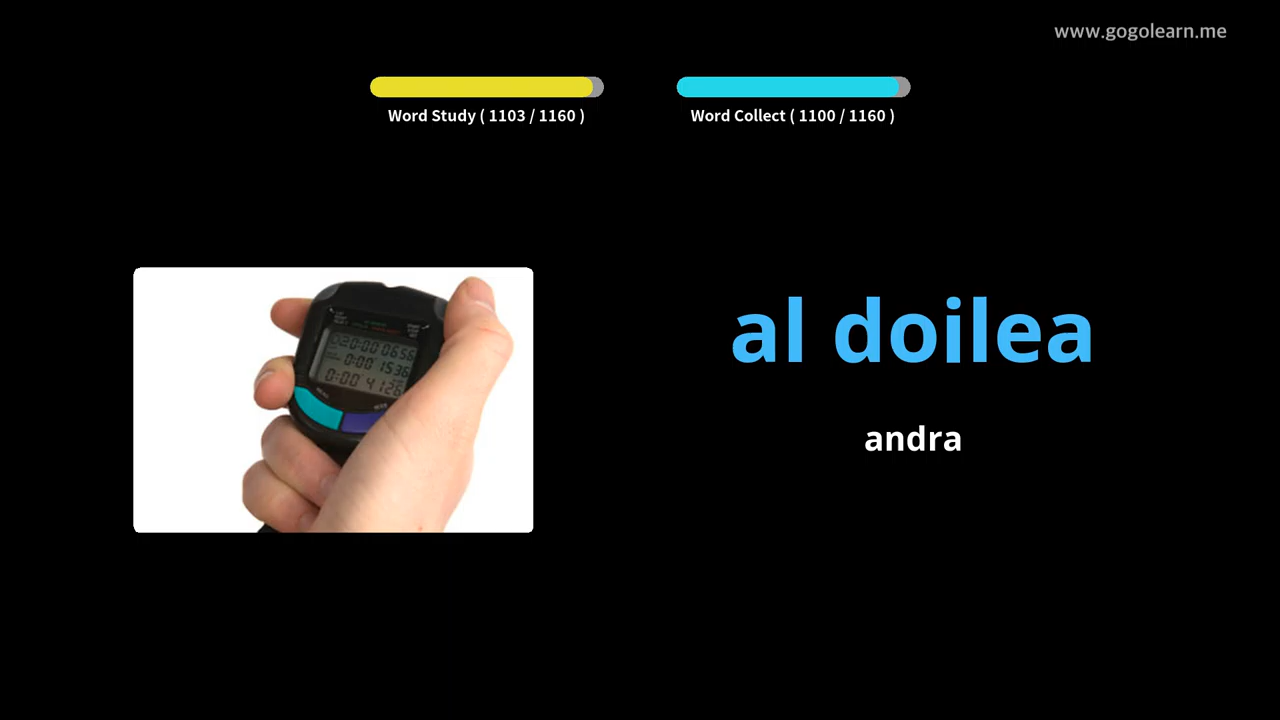 www.gogolearn.me
Word Study ( 1103 / 1160 )
Word Collect ( 1100 / 1160 )
al doilea
andra